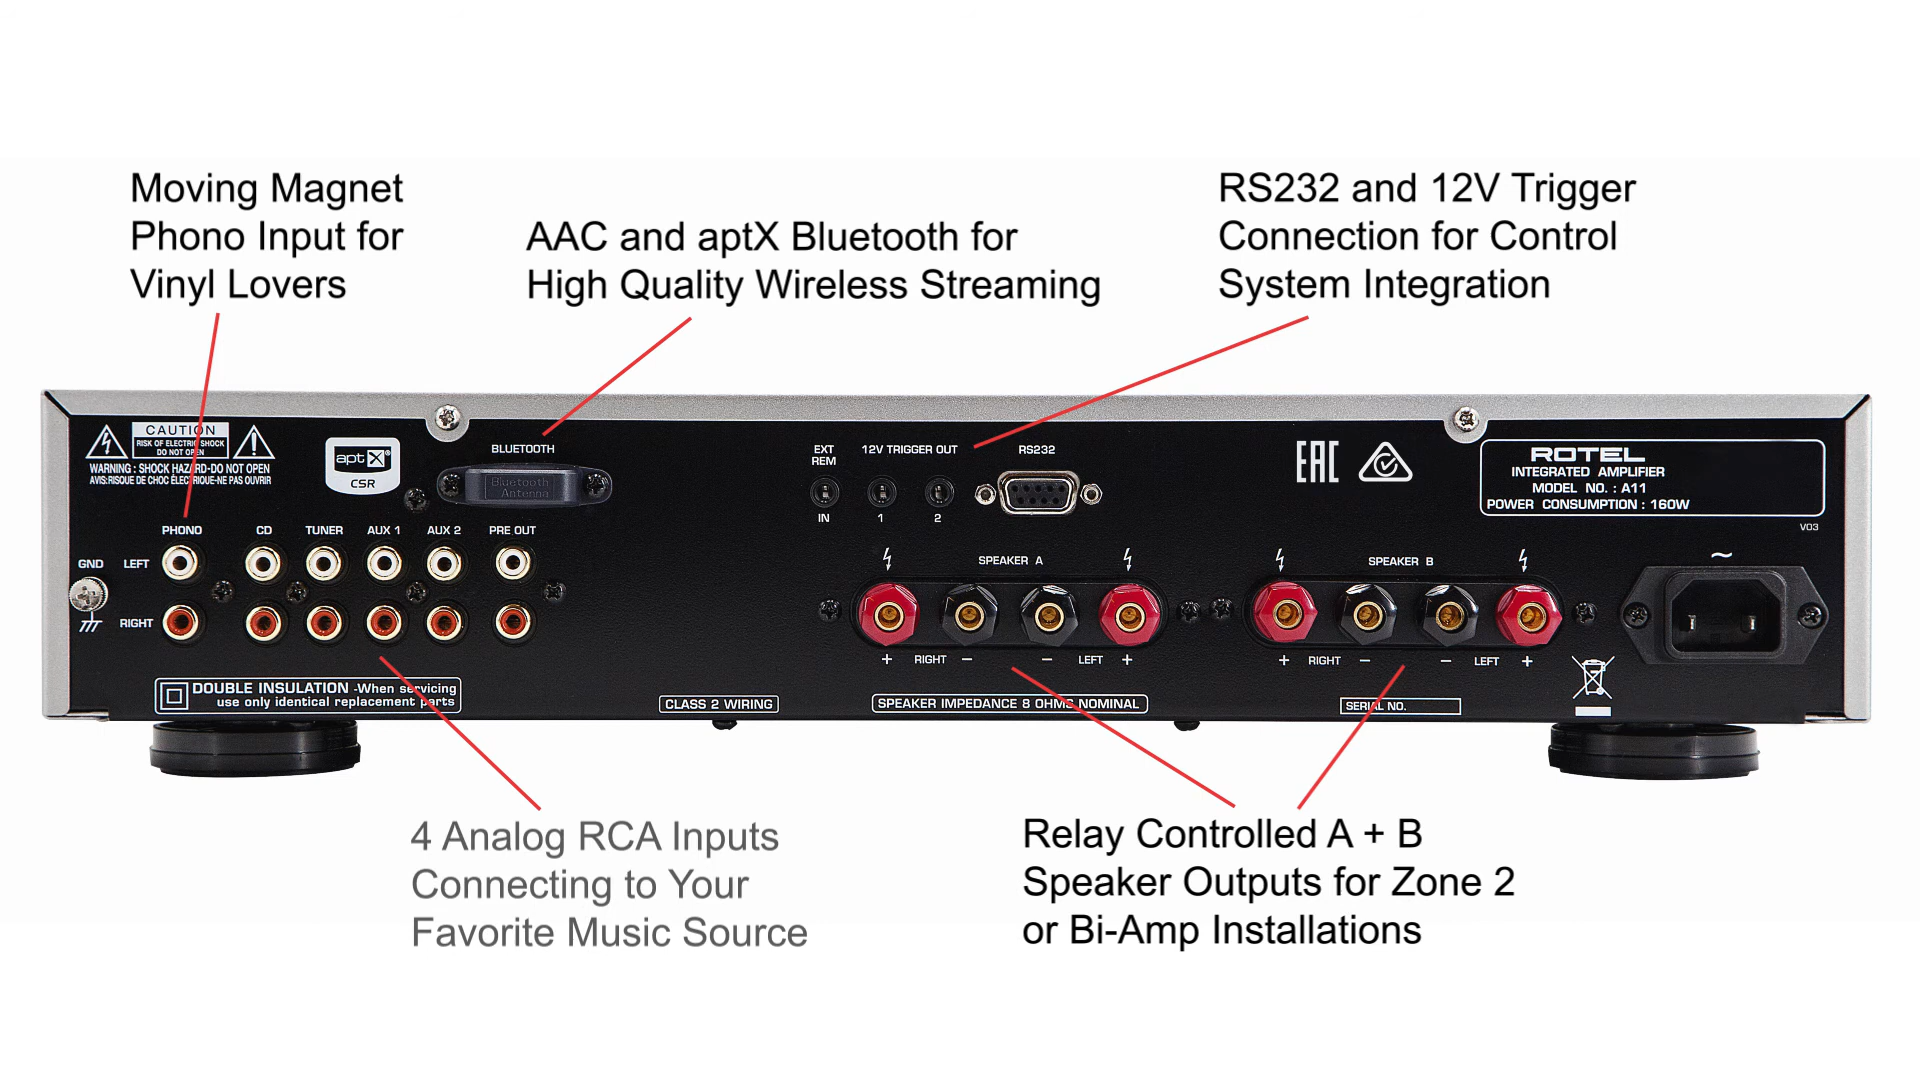 Moving Magnet
Phono Input for
Vinyl Lovers
AAC and aptX Bluetooth for
High Quality Wireless Streaming
RS232 and 12V Trigger
Connection for Control
System Integration
CAUTION
RISK OF ELECTRIC SHOCK
DO NOT OPEN
WARNING : SHOCK HAZARD-DO NOT OPEN
AVIS:RISQUE DE CHOC ÉLECTRIQUE-NE PAS OUVRIR
aptX®
CSR
BLUETOOTH
Bluetooth
Antenna
EXT
REM
IN
12V TRIGGER OUT
1 2
RS232
EAC
ROTEL
INTEGRATED AMPLIFIER
MODEL NO. : A11
POWER CONSUMPTION : 160W
V03
PHONO CD TUNER AUX 1 AUX 2 PRE OUT
GND LEFT
RIGHT
SPEAKER A
+ RIGHT − − LEFT +
SPEAKER B
+ RIGHT − − LEFT +
~
DOUBLE INSULATION -When servicing
use only identical replacement parts
CLASS 2 WIRING
SPEAKER IMPEDANCE 8 OHMS NOMINAL
SERIAL NO.
4 Analog RCA Inputs
Connecting to Your
Favorite Music Source
Relay Controlled A + B
Speaker Outputs for Zone 2
or Bi-Amp Installations